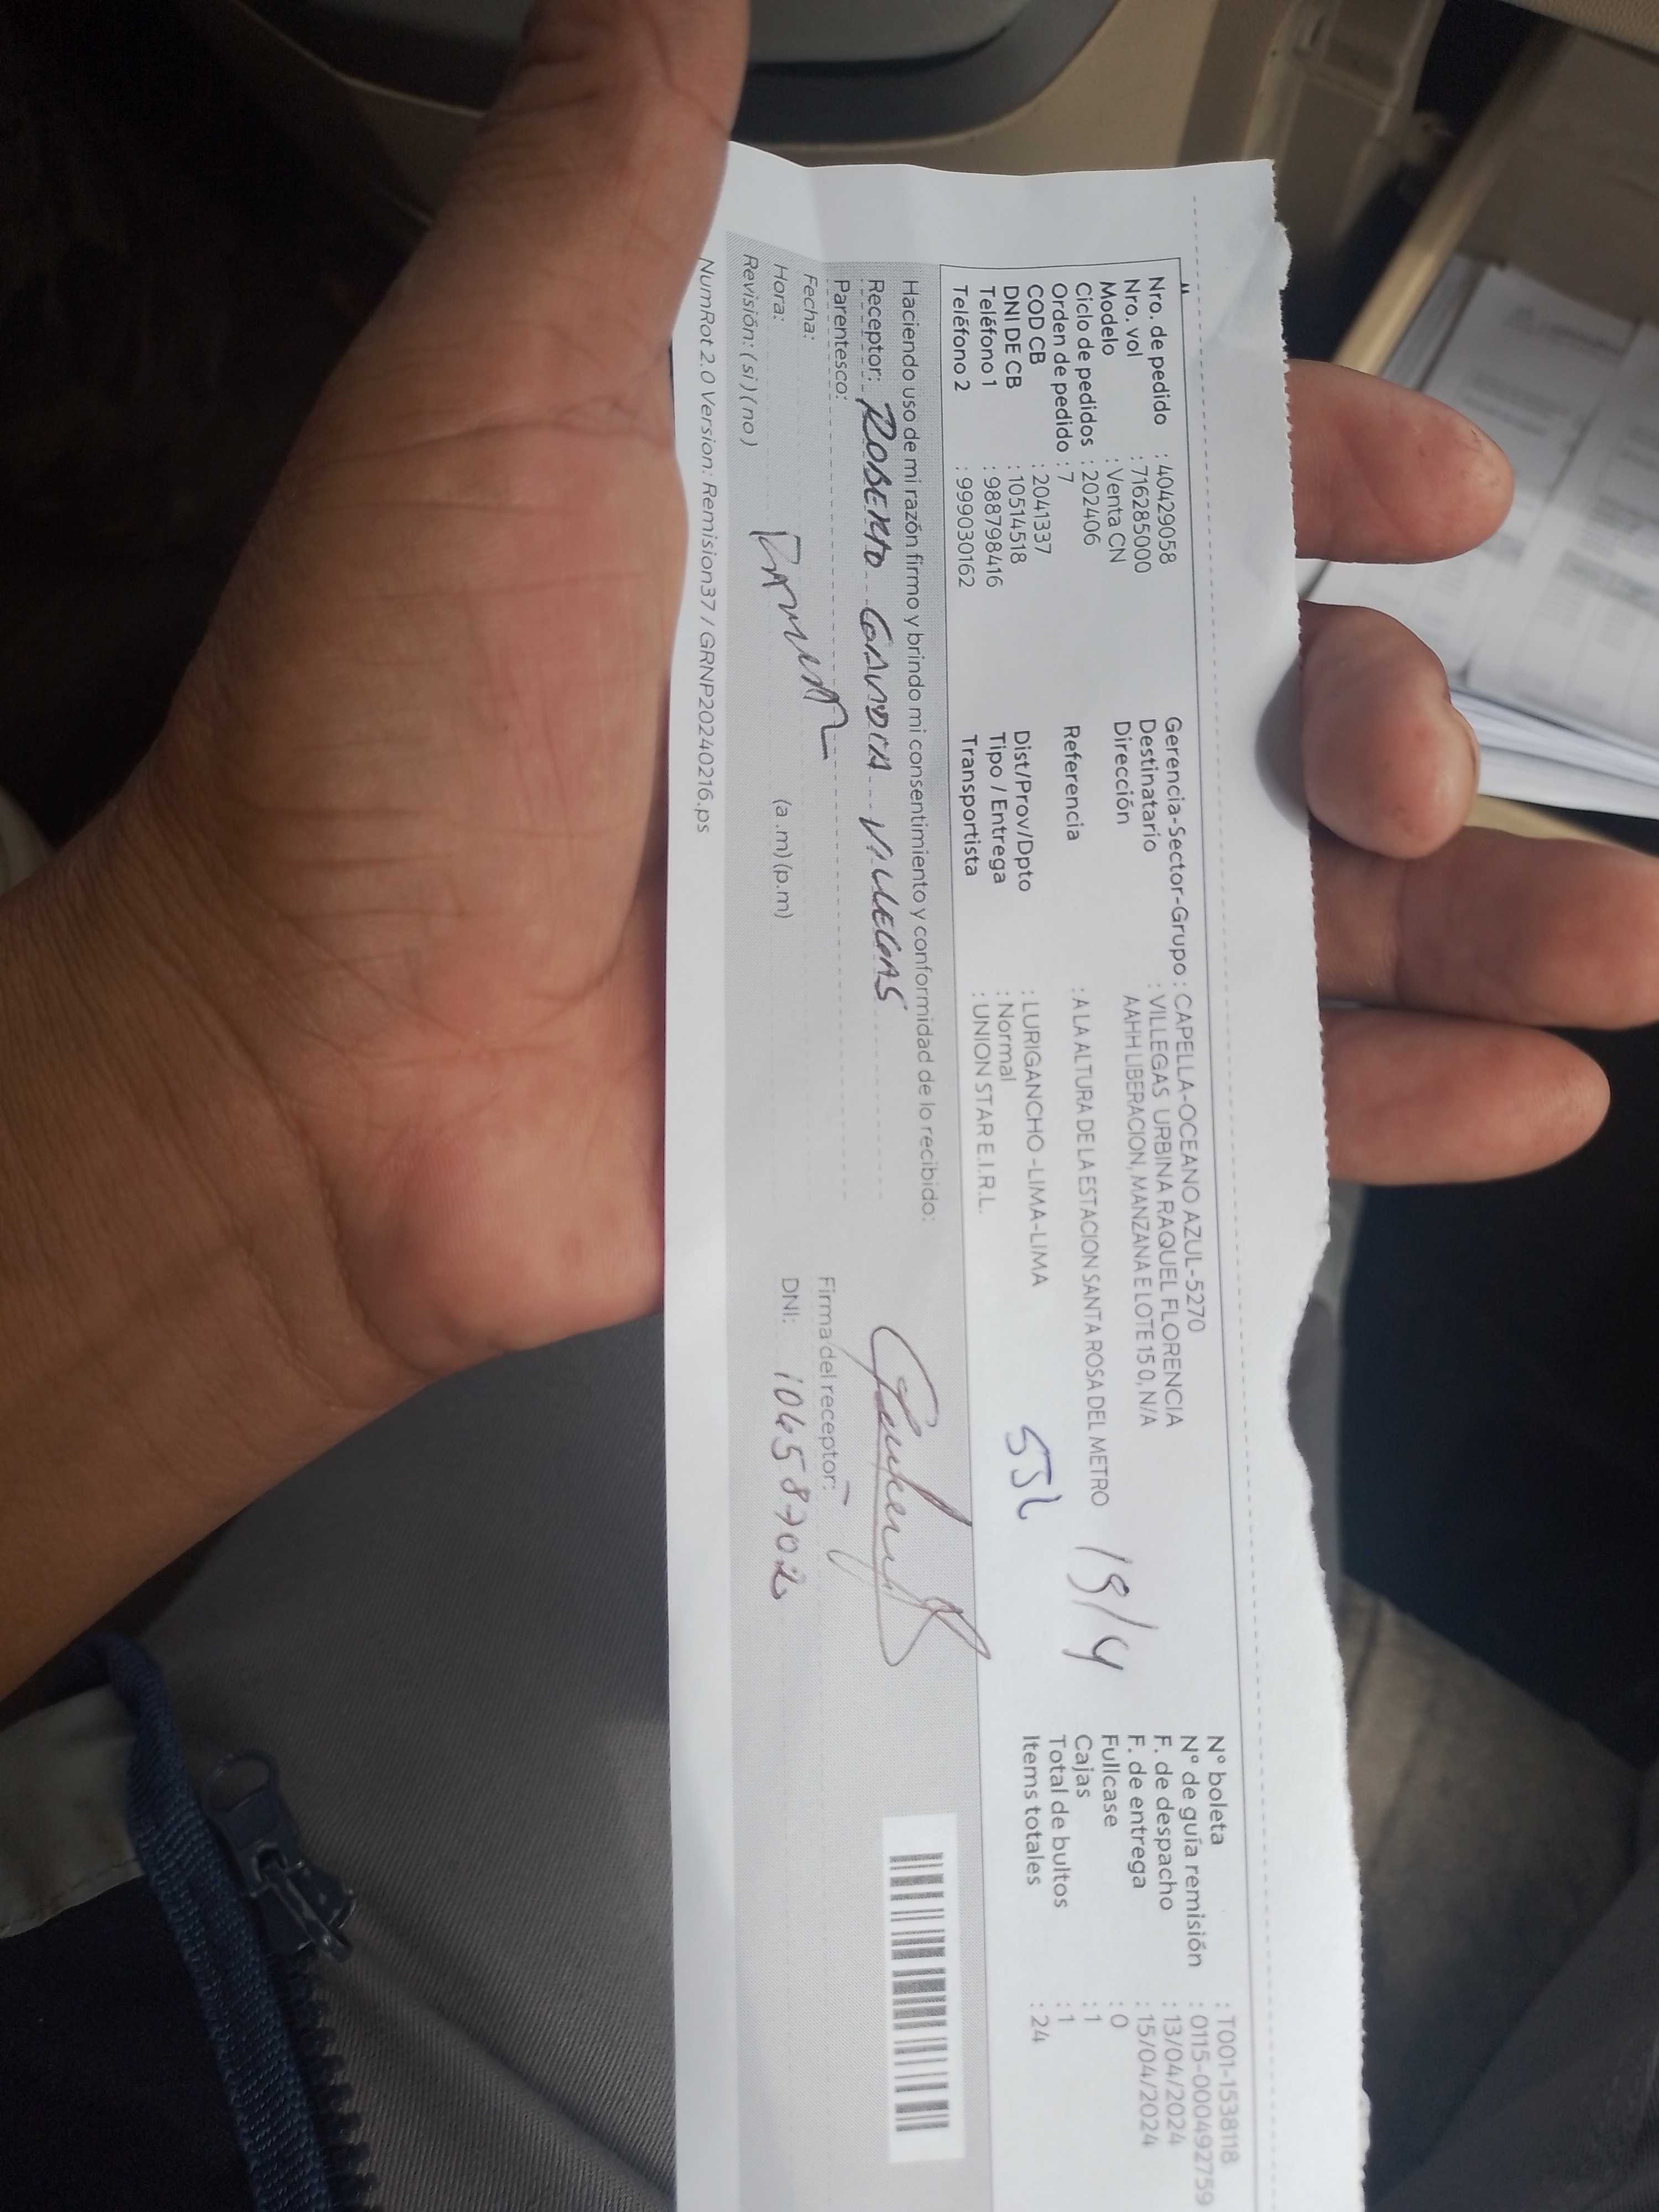 Nro. de pedido : 40429058
Nro. vol : 716285000
Modelo : Venta CN
Ciclo de pedidos : 202406
Orden de pedido : 7
COD CB : 2041337
DNI DE CB : 10514518
Teléfono 1 : 988798416
Teléfono 2 : 999030162
Gerencia-Sector-Grupo : CAPELLA-OCEANO AZUL-5270
Destinatario : VILLEGAS URBINA RAQUEL FLORENCIA
Dirección AAHH LIBERACION, MANZANA E LOTE 15 0, N/A
Referencia : A LA ALTURA DE LA ESTACION SANTA ROSA DEL METRO
Dist/Prov/Dpto : LURIGANCHO -LIMA-LIMA
Tipo / Entrega : Normal
Transportista : UNION STAR E.I.R.L.
N° boleta : T001-1538118
N° de guía remisión : 0115-000492759
F. de despacho : 13/04/2024
F. de entrega : 15/04/2024
Fullcase : 0
Cajas : 1
Total de bultos : 1
Items totales : 24
Haciendo uso de mi razón firmo y brindo mi consentimiento y conformidad de lo recibido:
Receptor: ROBERTO GANDIA VILLEGAS
Parentesco:
Fecha:
Hora: (a .m) (p.m)
Revisión: (si) (no)
Firma del receptor:
DNI: 10658702
NumRot 2.0 Version: Remision37 / GRNP20240216.ps